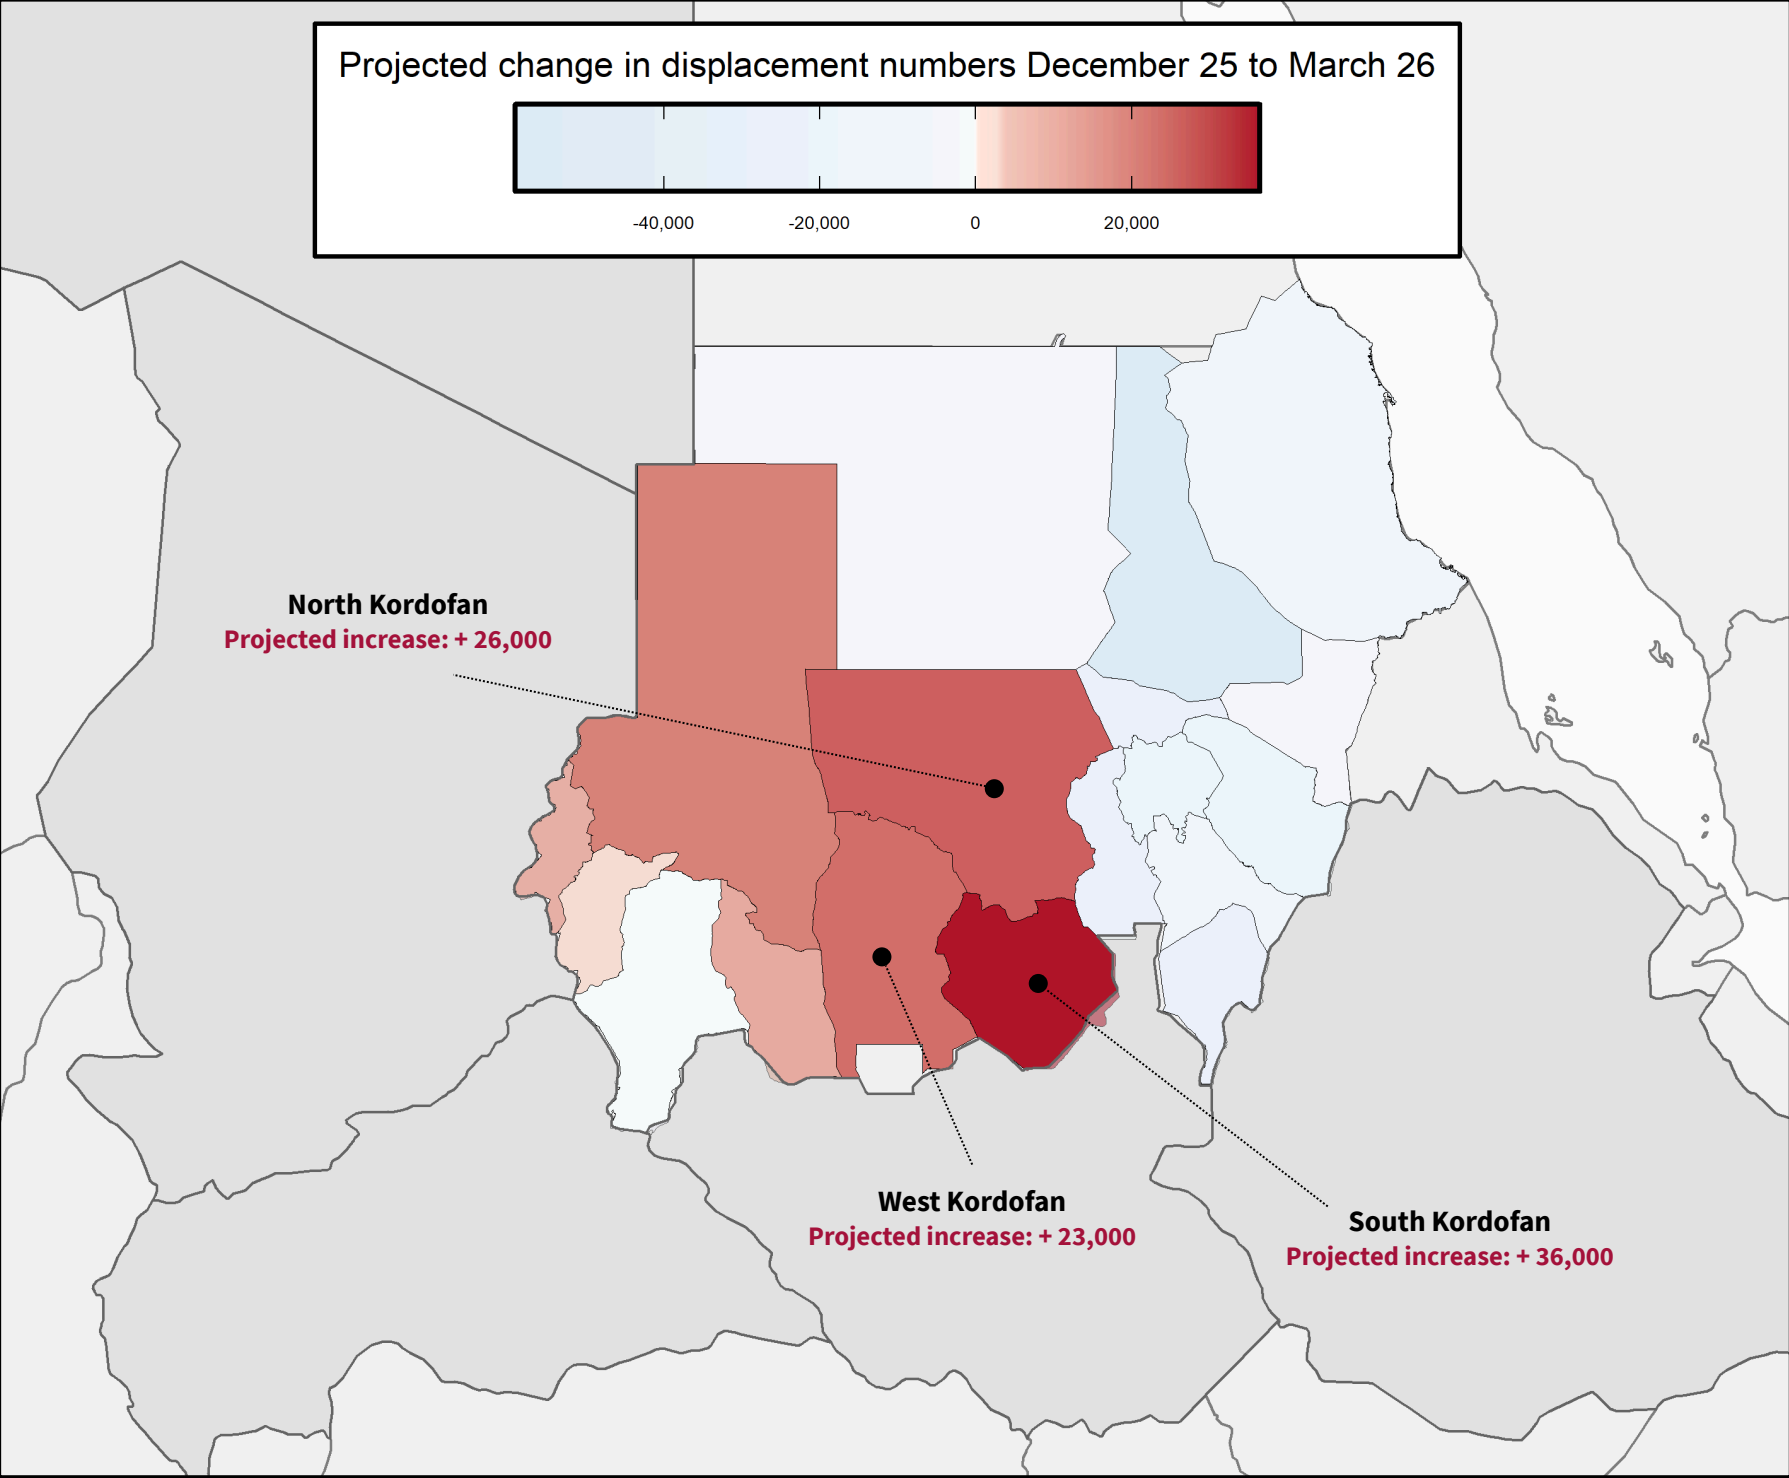 Projected change in displacement numbers December 25 to March 26
-40,000 -20,000 0 20,000
North Kordofan
Projected increase: + 26,000
West Kordofan
Projected increase: + 23,000
South Kordofan
Projected increase: + 36,000